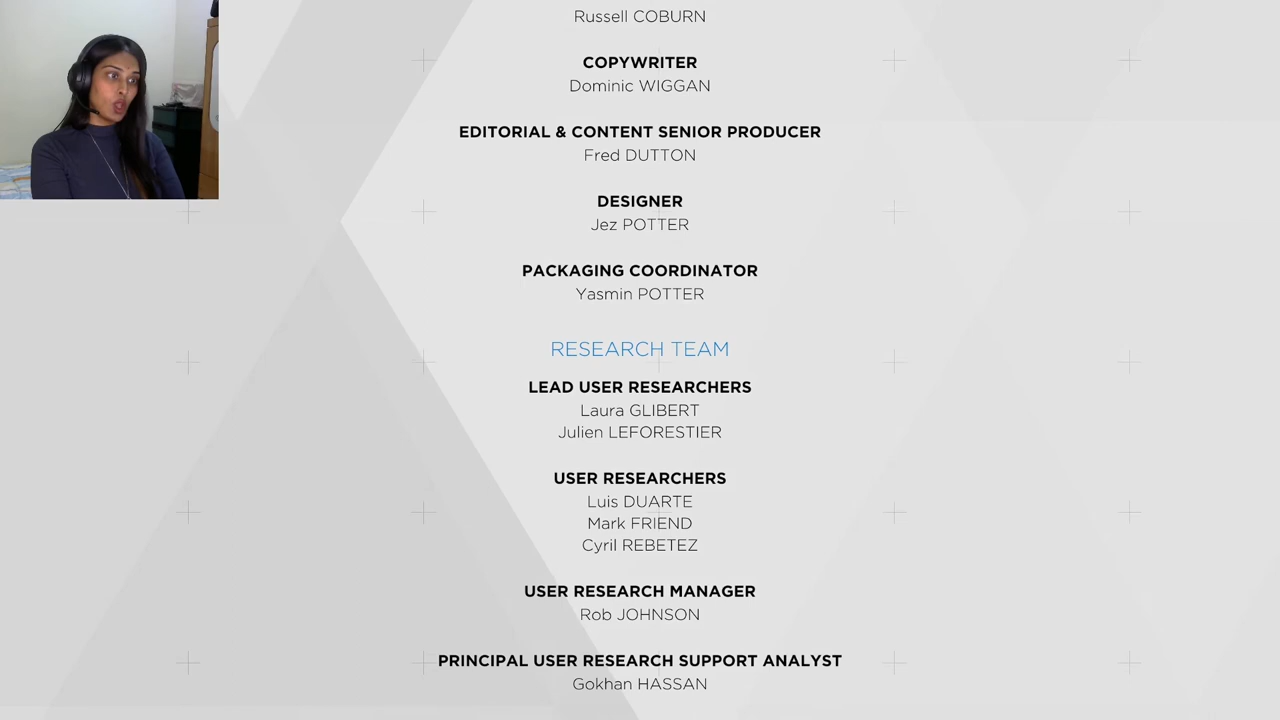 Russell COBURN
COPYWRITER
Dominic WIGGAN
EDITORIAL & CONTENT SENIOR PRODUCER
Fred DUTTON
DESIGNER
Jez POTTER
PACKAGING COORDINATOR
Yasmin POTTER
RESEARCH TEAM
LEAD USER RESEARCHERS
Laura GLIBERT
Julien LEFORESTIER
USER RESEARCHERS
Luis DUARTE
Mark FRIEND
Cyril REBETEZ
USER RESEARCH MANAGER
Rob JOHNSON
PRINCIPAL USER RESEARCH SUPPORT ANALYST
Gokhan HASSAN